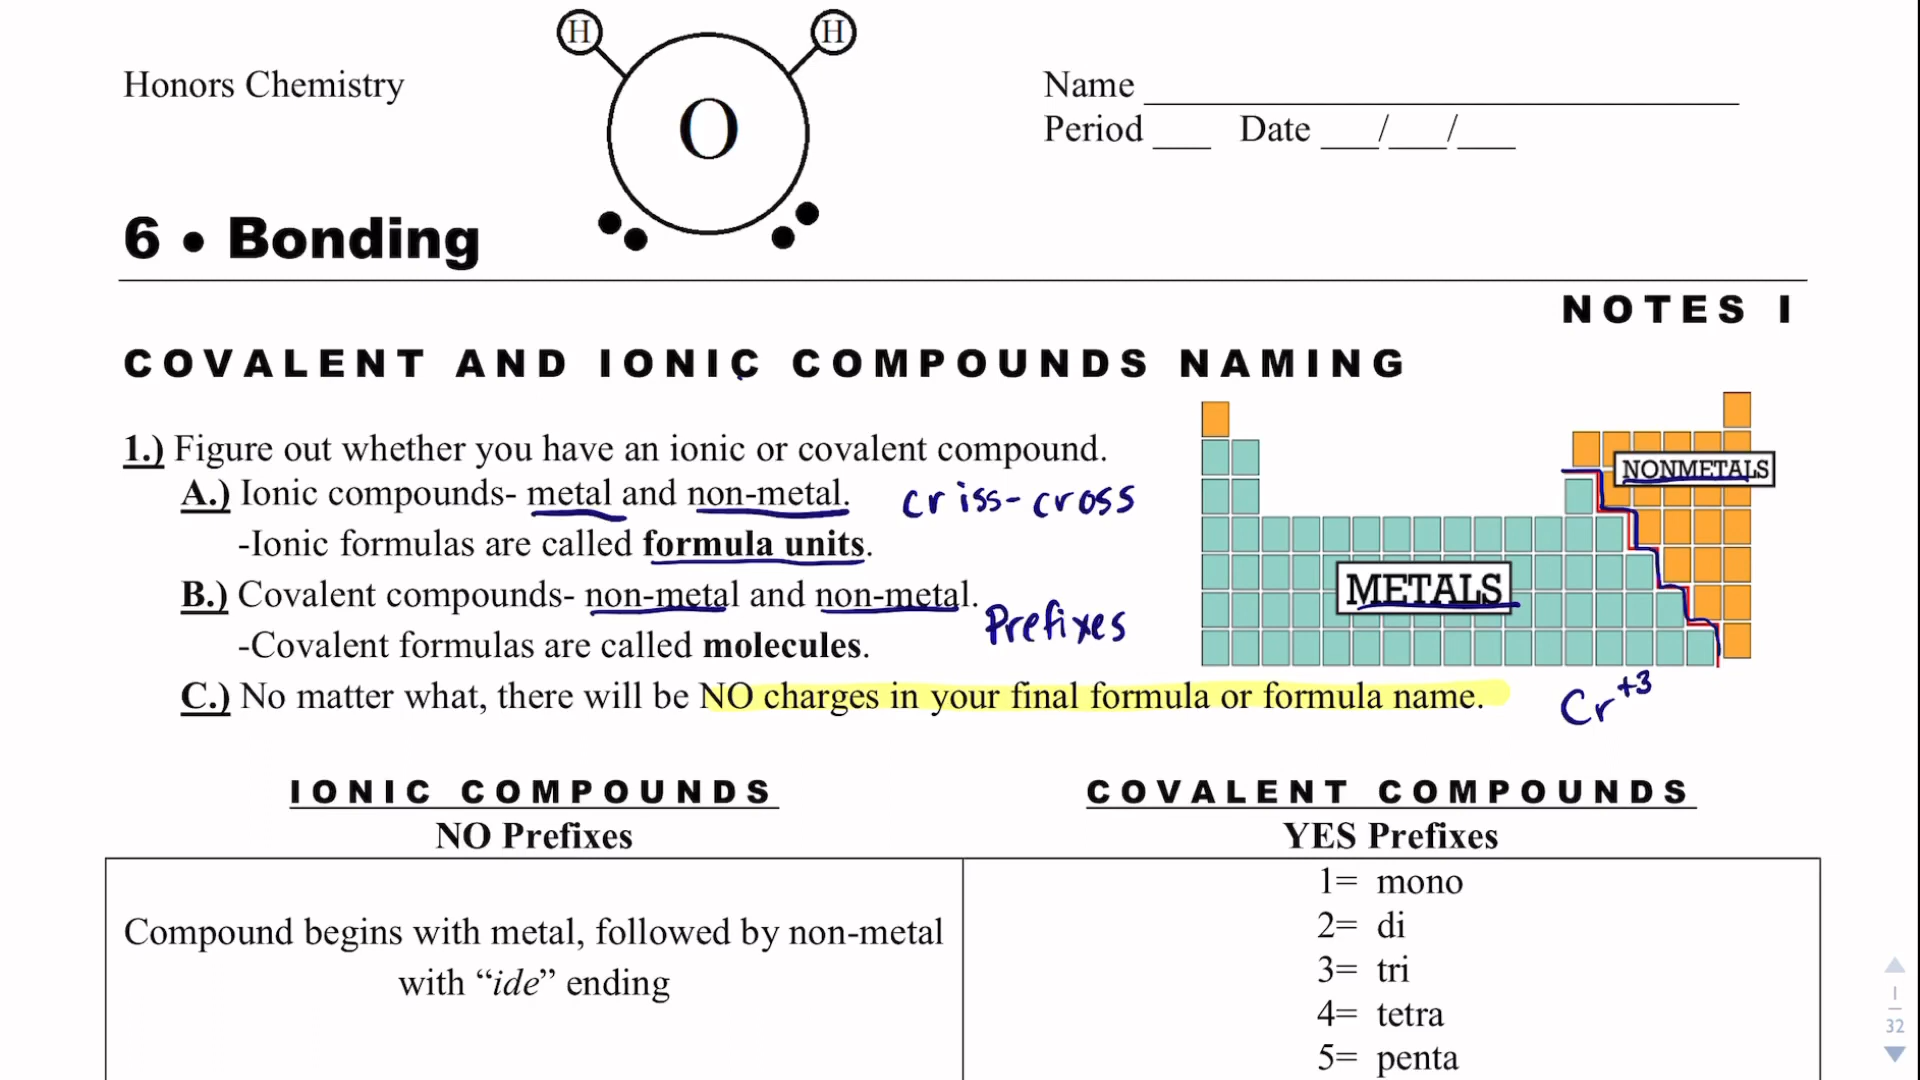 H
H
Honors Chemistry
O
Name
Period ___ Date ___/___/___
6 • Bonding
NOTES I
COVALENT AND IONIC COMPOUNDS NAMING
1.) Figure out whether you have an ionic or covalent compound.
A.) Ionic compounds- metal and non-metal. criss-cross
-Ionic formulas are called formula units.
B.) Covalent compounds- non-metal and non-metal. Prefixes
-Covalent formulas are called molecules.
C.) No matter what, there will be NO charges in your final formula or formula name.
NONMETALS
METALS
Cr+3
IONIC COMPOUNDS
NO Prefixes
Compound begins with metal, followed by non-metal
with “ide” ending
COVALENT COMPOUNDS
YES Prefixes
1= mono
2= di
3= tri
4= tetra
5= penta
1
32